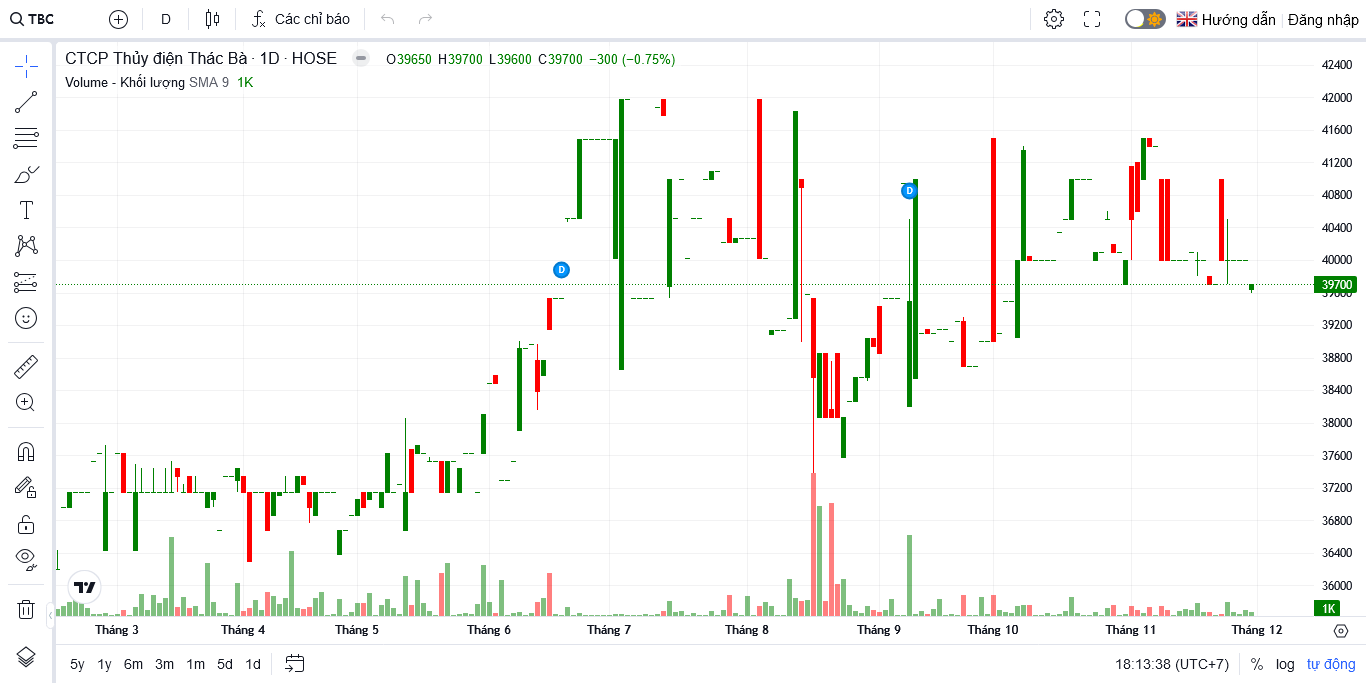 TBC D Các chỉ báo Hướng dẫn Đăng nhập
CTCP Thủy điện Thác Bà · 1D · HOSE O39650 H39700 L39600 C39700 −300 (−0.75%)
Volume - Khối lượng SMA 9 1K
42400
42000
41600
41200
40800
40400
40000
39700
39600
39200
38800
38400
38000
37600
37200
36800
36400
36000
1K
D
D
Tháng 3 Tháng 4 Tháng 5 Tháng 6 Tháng 7 Tháng 8 Tháng 9 Tháng 10 Tháng 11 Tháng 12
5y 1y 6m 3m 1m 5d 1d 18:13:38 (UTC+7) % log tự động